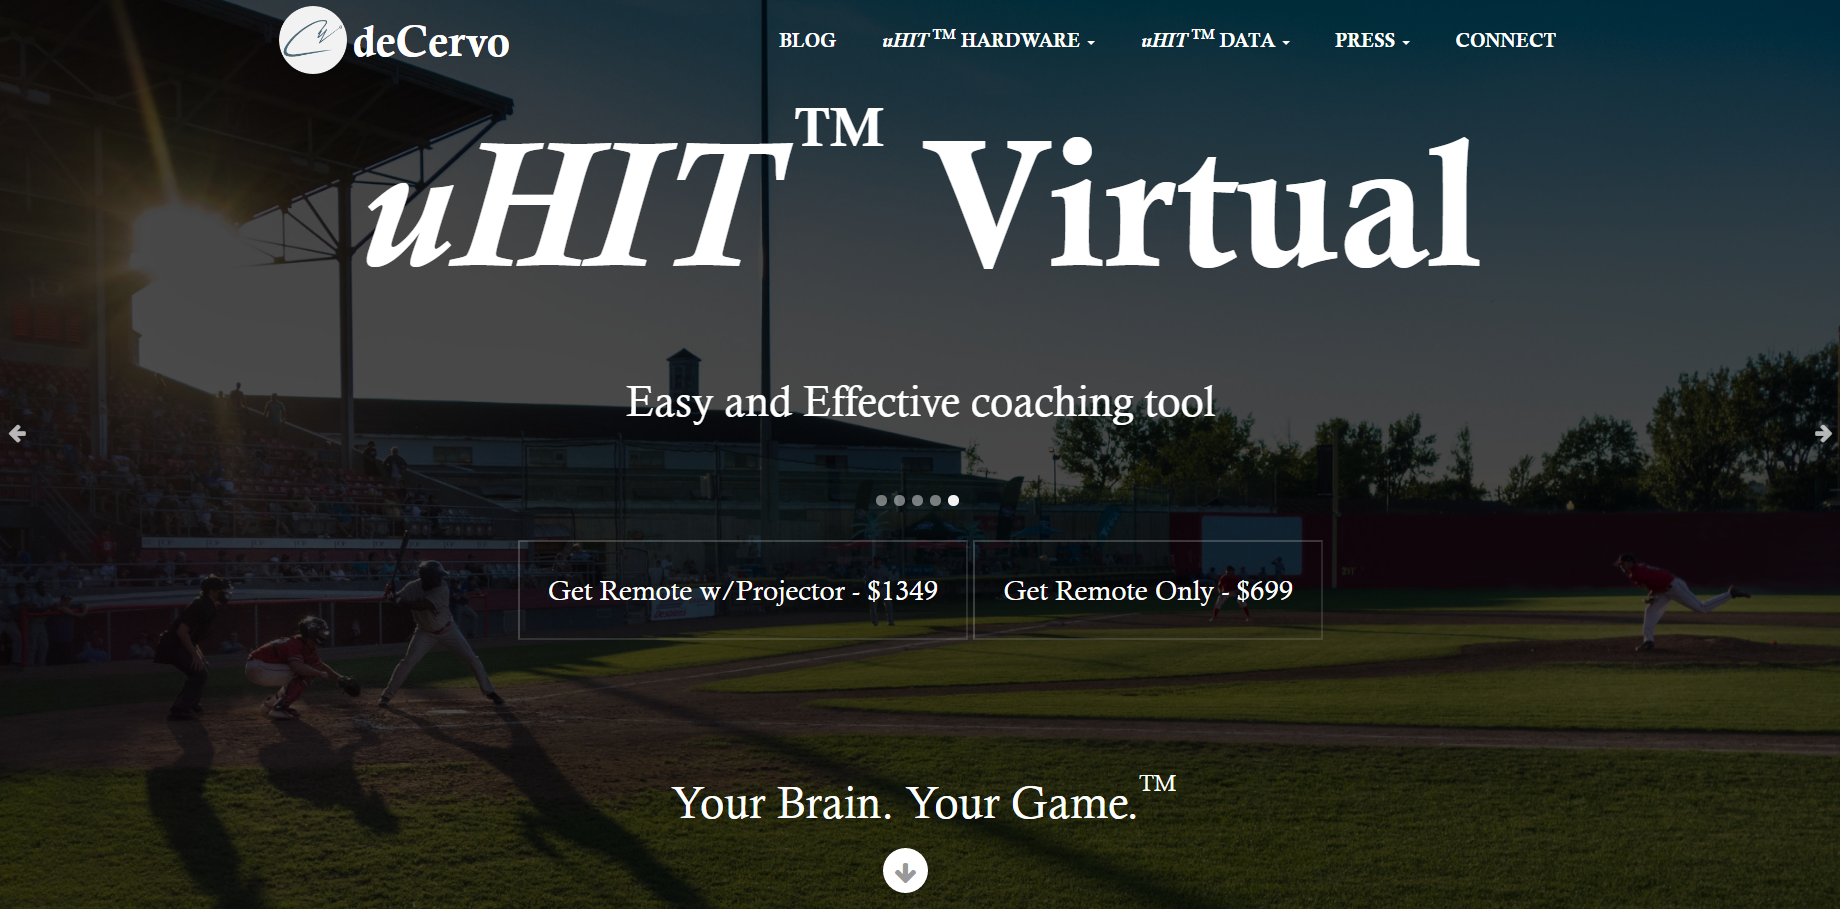 deCervo
BLOG
uHIT™ HARDWARE
uHIT™ DATA
PRESS
CONNECT
uHIT™ Virtual
Easy and Effective coaching tool
Get Remote w/Projector - $1349
Get Remote Only - $699
Your Brain. Your Game.™